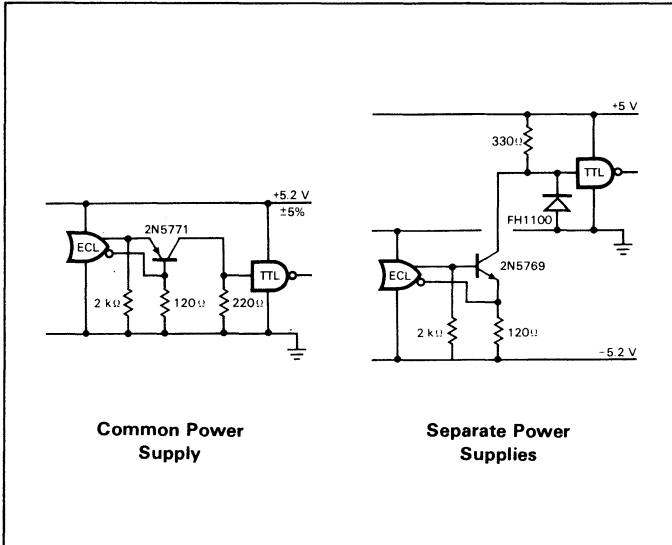 +5.2 V
±5%
2N5771
ECL
TTL
2 kΩ
120Ω
220Ω
Common Power
Supply
+5 V
330Ω
TTL
FH1100
ECL
2N5769
2 kΩ
120Ω
−5.2 V
Separate Power
Supplies